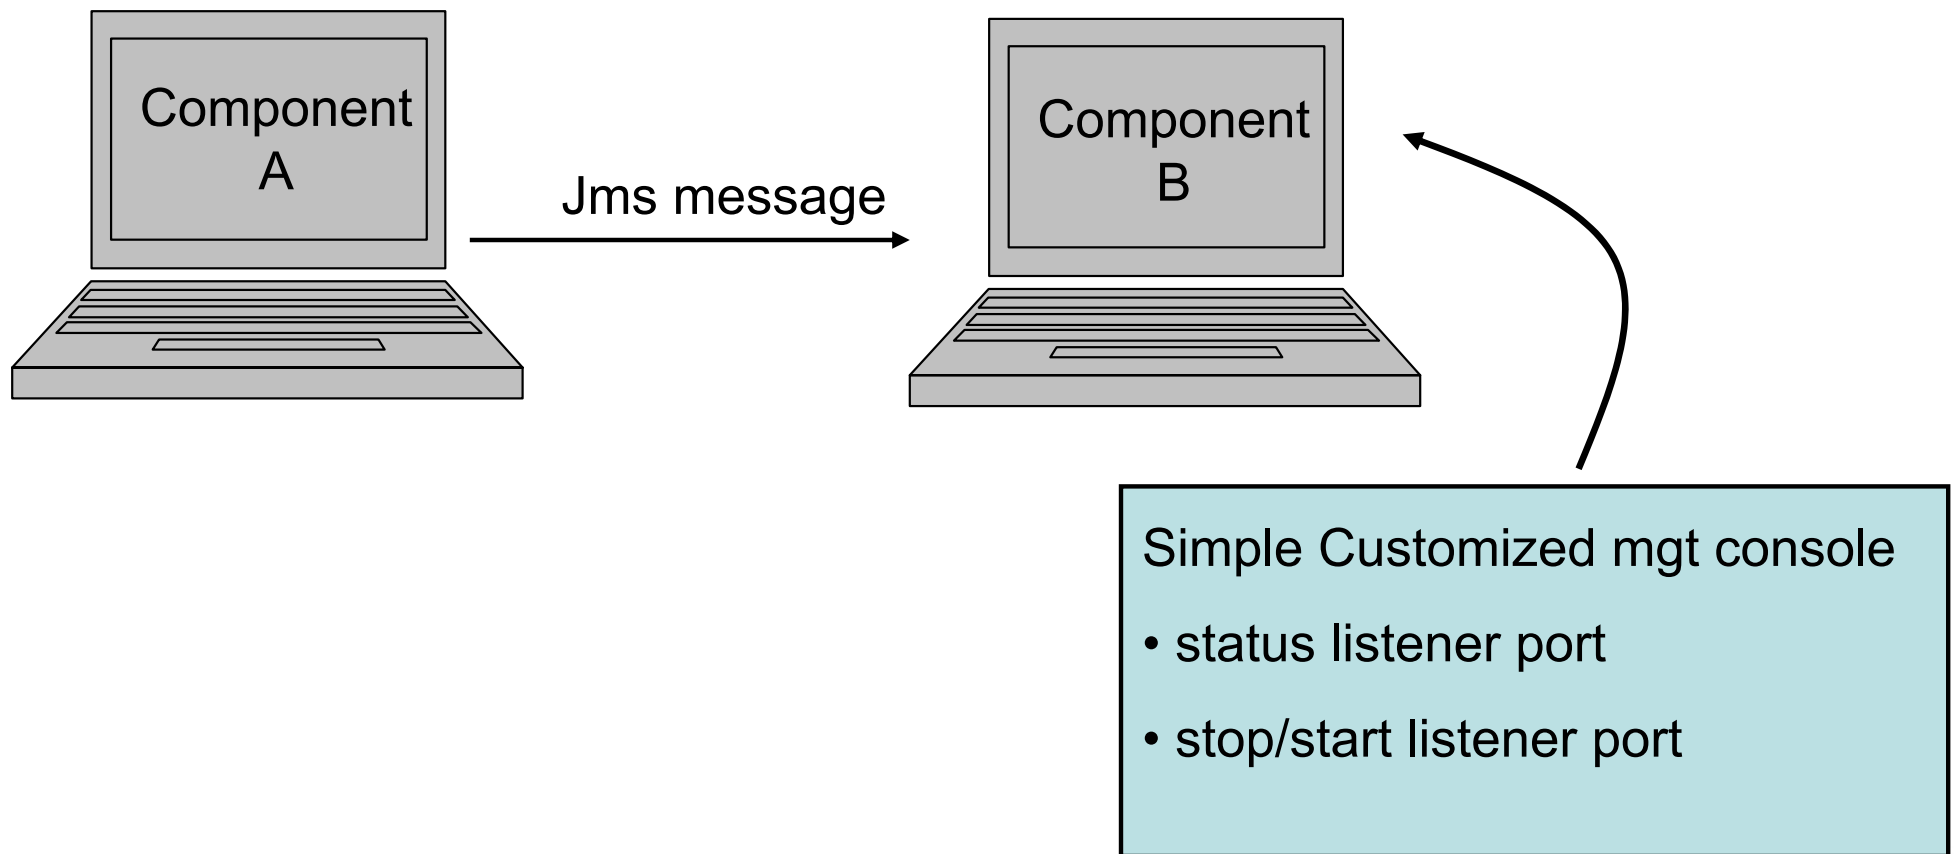 Component
A
Jms message
Component
B
Simple Customized mgt console
• status listener port
• stop/start listener port